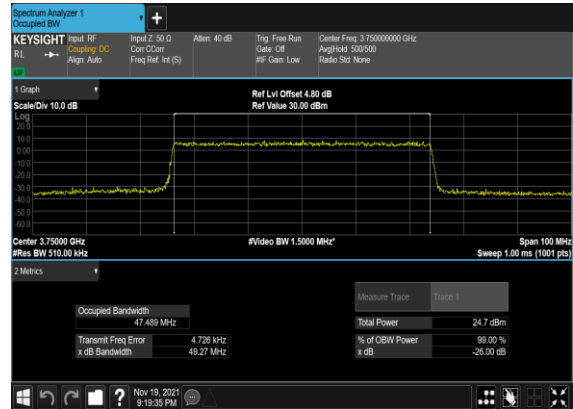 Spectrum Analyzer 1
Occupied BW
+
KEYSIGHT Input: RF Input Z: 50 Ω Atten: 40 dB Trig: Free Run Center Freq: 3.750000000 GHz
RL Coupling: DC Corr CCorr Gate: Off Avg|Hold: 500/500
Align: Auto Freq Ref: Int (S) #IF Gain: Low Radio Std: None
1 Graph
Ref Lvl Offset 4.80 dB
Scale/Div 10.0 dB Ref Value 30.00 dBm
Log
20.0
10.0
0.00
-10.0
-20.0
-30.0
-40.0
-50.0
-60.0
Center 3.75000 GHz #Video BW 1.5000 MHz* Span 100 MHz
#Res BW 510.00 kHz Sweep 1.00 ms (1001 pts)
2 Metrics
Measure Trace Trace 1
Occupied Bandwidth
47.489 MHz Total Power 24.7 dBm
Transmit Freq Error 4.726 kHz % of OBW Power 99.00 %
x dB Bandwidth 49.27 MHz x dB -26.00 dB
? Nov 19, 2021
9:19:35 PM